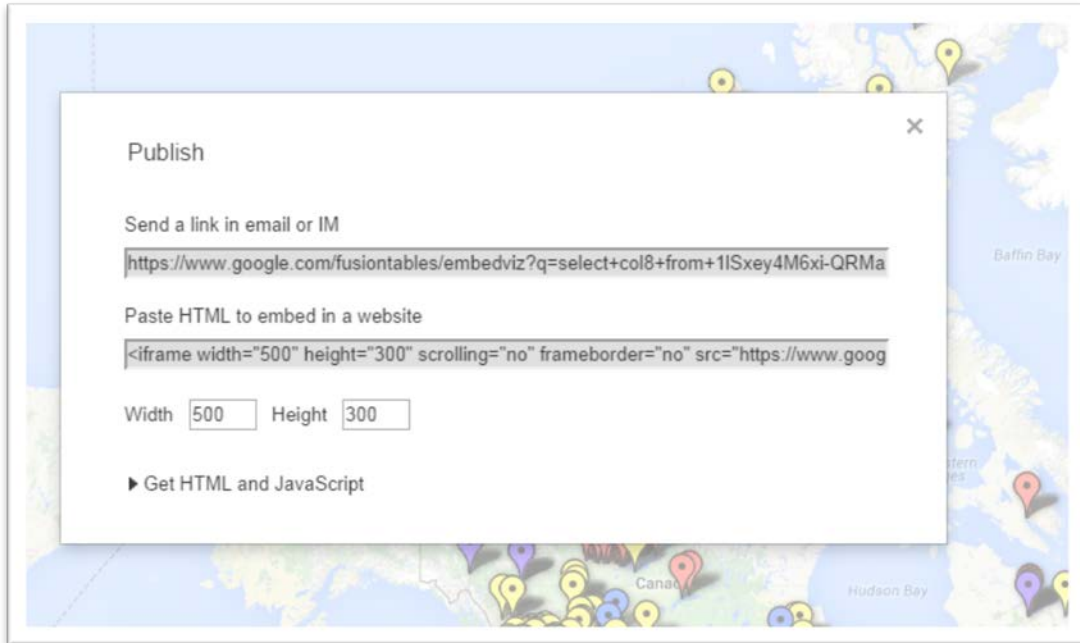 Publish
Send a link in email or IM
https://www.google.com/fusiontables/embedviz?q=select+col8+from+1ISxey4M6xi-QRMa
Paste HTML to embed in a website
<iframe width="500" height="300" scrolling="no" frameborder="no" src="https://www.goog
Width 500 Height 300
Get HTML and JavaScript
Baffin Bay
Canada
Hudson Bay